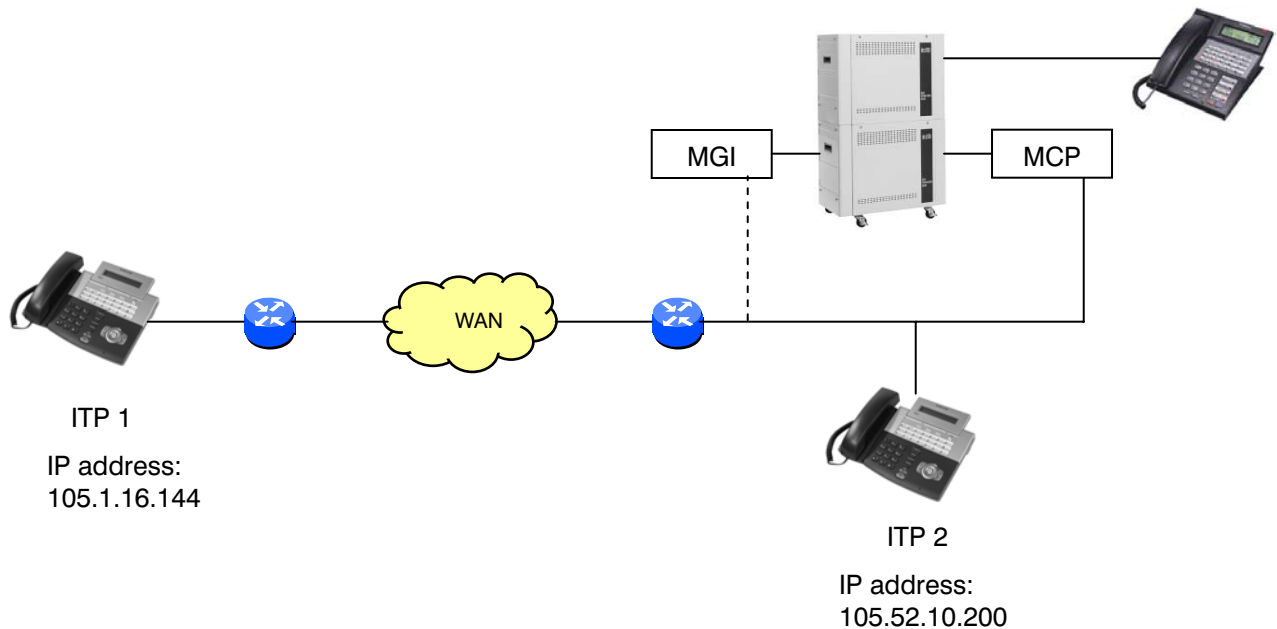 MGI
MCP
WAN
ITP 1
IP address:
105.1.16.144
ITP 2
IP address:
105.52.10.200